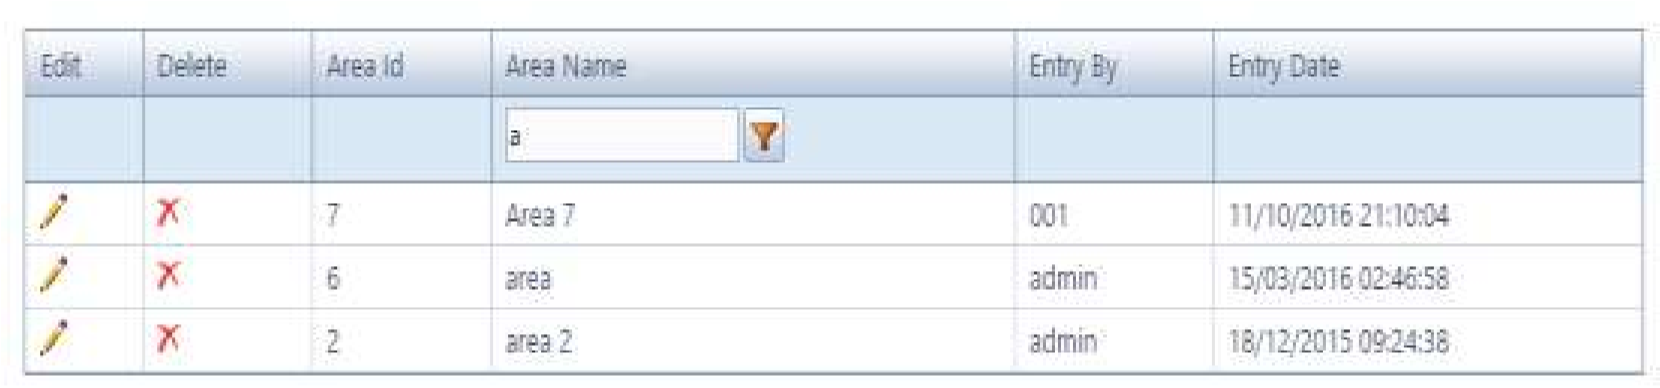 Edit Delete Area Id Area Name Entry By Entry Date
a
7 Area 7 001 11/10/2016 21:10:04
6 area admin 15/03/2016 02:46:58
2 area 2 admin 18/12/2015 09:24:38